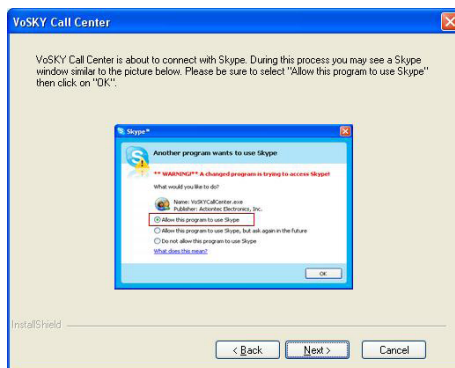 VoSKY Call Center
VoSKY Call Center is about to connect with Skype. During this process you may see a Skype
window similar to the picture below. Please be sure to select "Allow this program to use Skype"
then click on "OK".
Skype™
Another program wants to use Skype
** WARNING!** A changed program is trying to access Skype!
What would you like to do?
Name: VoSKYCallCenter.exe
Publisher: Actiontec Electronics, Inc.
Allow this program to use Skype
Allow this program to use Skype, but ask again in the future
Do not allow this program to use Skype
What does this mean?
OK
InstallShield
< Back Next > Cancel